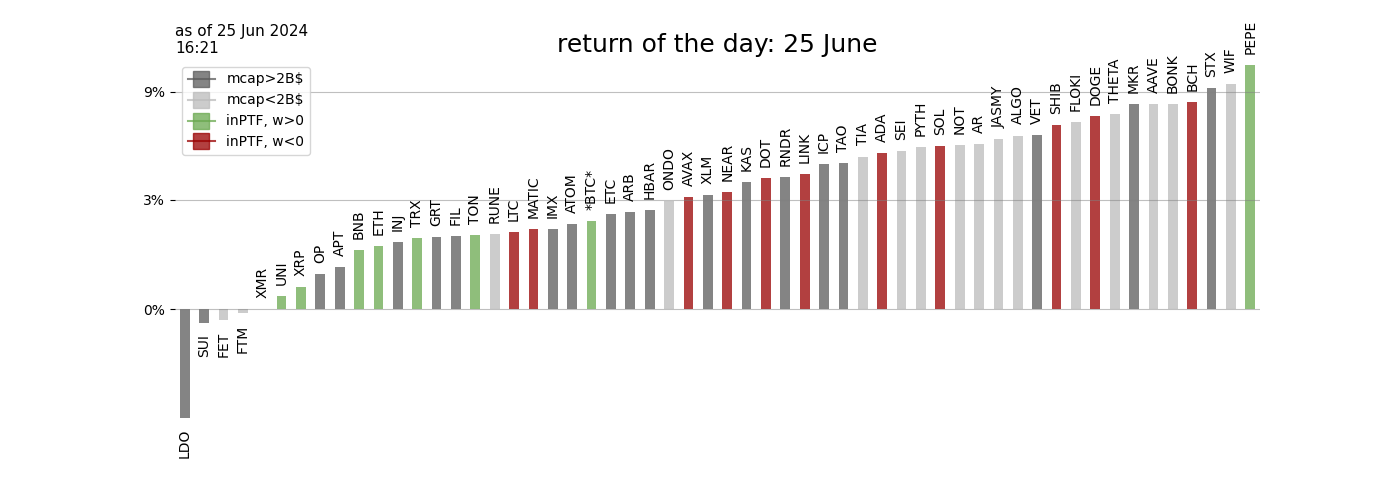 as of 25 Jun 2024
16:21
return of the day: 25 June
mcap>2B$
mcap<2B$
inPTF, w>0
inPTF, w<0
9%
3%
0%
LDO
SUI
FET
FTM
XMR
UNI
XRP
OP
APT
BNB
ETH
INJ
TRX
GRT
FIL
TON
RUNE
LTC
MATIC
IMX
ATOM
*BTC*
ETC
ARB
HBAR
ONDO
AVAX
XLM
NEAR
KAS
DOT
RNDR
LINK
ICP
TAO
TIA
ADA
SEI
PYTH
SOL
NOT
AR
JASMY
ALGO
VET
SHIB
FLOKI
DOGE
THETA
MKR
AAVE
BONK
BCH
STX
WIF
PEPE